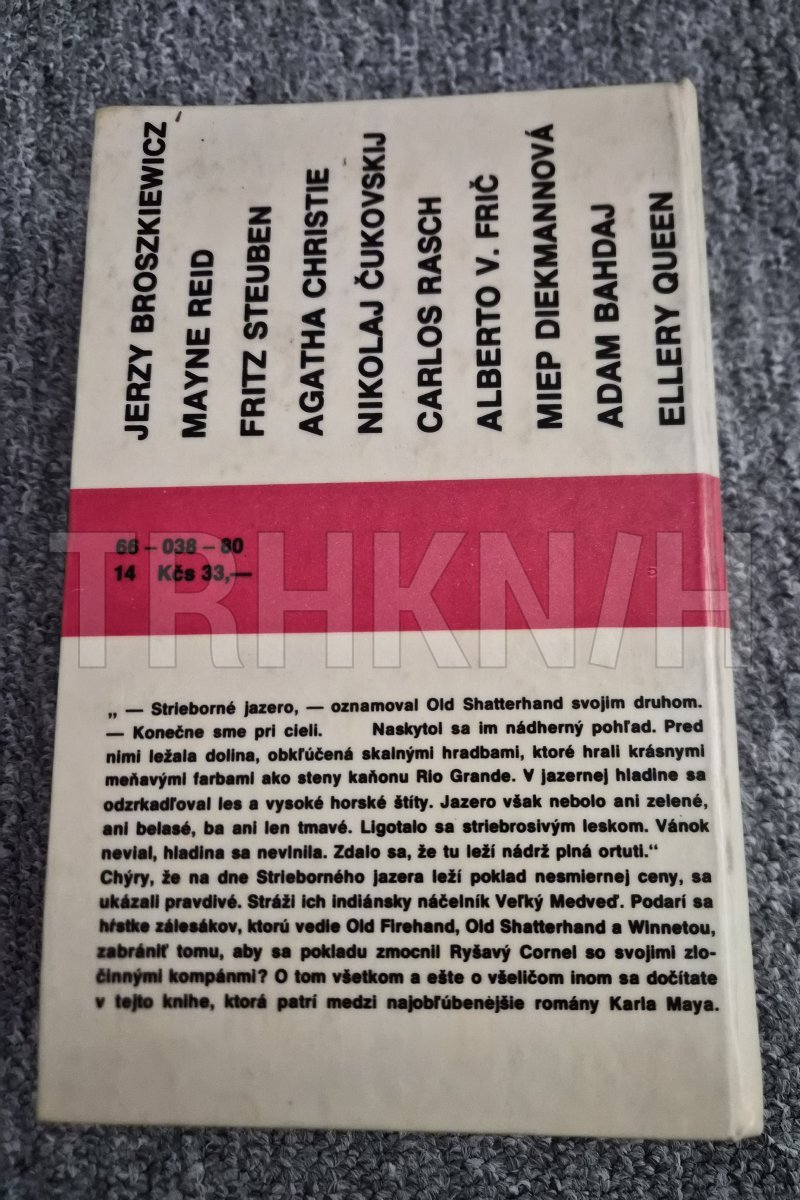 JERZY BROSZKIEWICZ
MAYNE REID
FRITZ STEUBEN
AGATHA CHRISTIE
NIKOLAJ ČUKOVSKIJ
CARLOS RASCH
ALBERTO V. FRIČ
MIEP DIEKMANNOVÁ
ADAM BAHDAJ
ELLERY QUEEN
66 – 038 – 80
14 Kčs 33,—
TRHKNIH
„ — Strieborné jazero, — oznamoval Old Shatterhand svojim druhom.
— Konečne sme pri cieli. Naskytol sa im nádherný pohľad. Pred
nimi ležala dolina, obkľúčená skalnými hradbami, ktoré hrali krásnymi
meňavými farbami ako steny kaňonu Rio Grande. V jazernej hladine sa
odzrkadľoval les a vysoké horské štíty. Jazero však nebolo ani zelené,
ani belasé, ba ani len tmavé. Ligotalo sa striebrosivým leskom. Vánok
nevial, hladina sa nevlnila. Zdalo sa, že tu leží nádrž plná ortuti.“
Chýry, že na dne Strieborného jazera leží poklad nesmiernej ceny, sa
ukázali pravdivé. Stráži ich indiánsky náčelník Veľký Medveď. Podarí sa
hŕstke zálesákov, ktorú vedie Old Firehand, Old Shatterhand a Winnetou,
zabrániť tomu, aby sa pokladu zmocnil Ryšavý Cornel so svojimi zlo-
činnými kompánmi? O tom všetkom a ešte o všeličom inom sa dočítate
v tejto knihe, ktorá patrí medzi najobľúbenejšie romány Karla Maya.